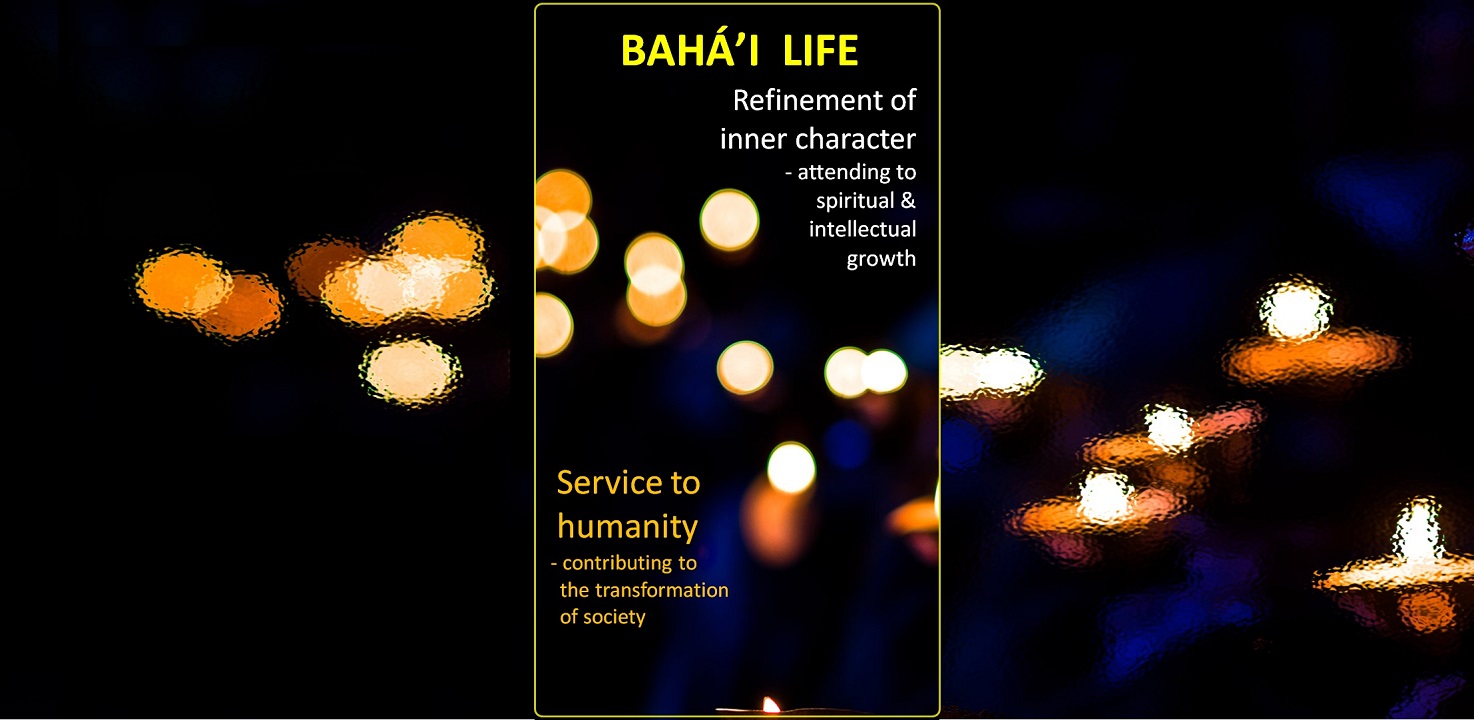 BAHÁ’I LIFE
Refinement of
inner character
- attending to
spiritual &
intellectual
growth
Service to
humanity
- contributing to
the transformation
of society